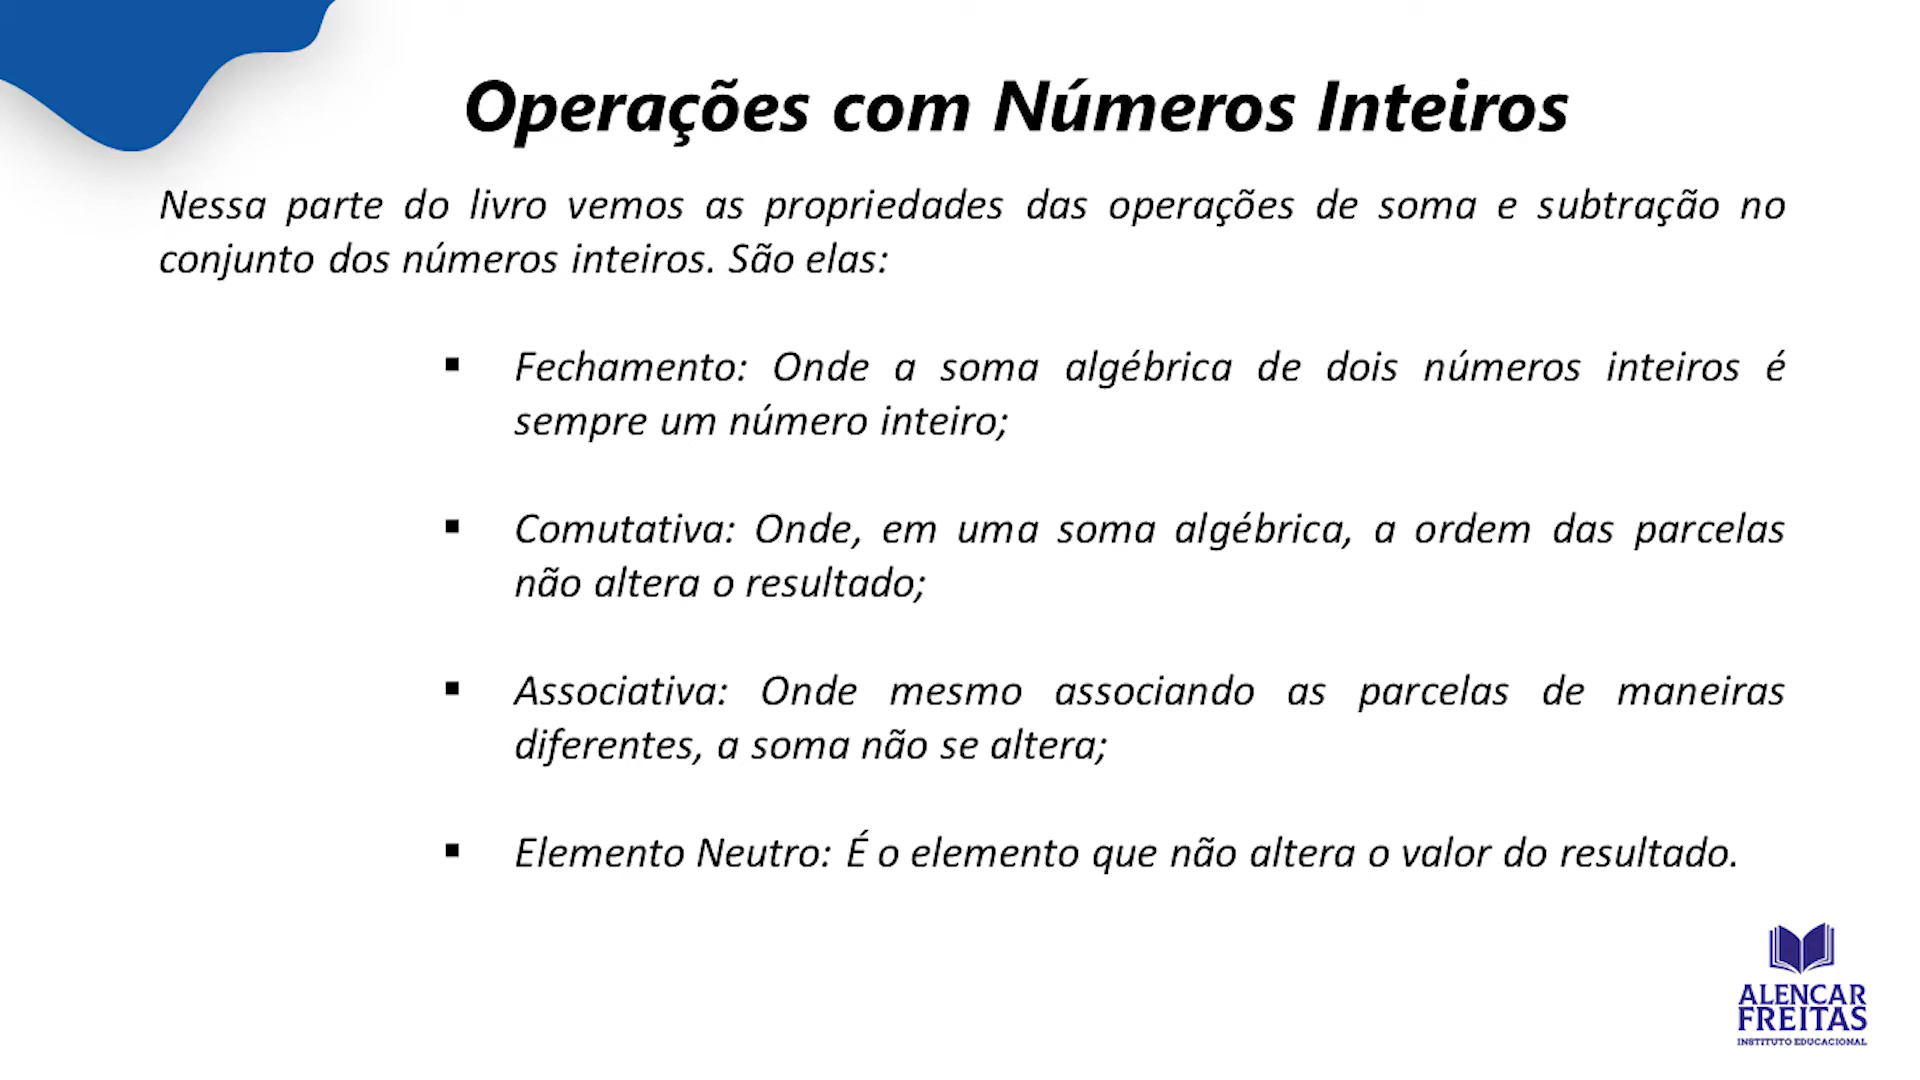 Operações com Números Inteiros
Nessa parte do livro vemos as propriedades das operações de soma e subtração no
conjunto dos números inteiros. São elas:
▪ Fechamento: Onde a soma algébrica de dois números inteiros é
sempre um número inteiro;
▪ Comutativa: Onde, em uma soma algébrica, a ordem das parcelas
não altera o resultado;
▪ Associativa: Onde mesmo associando as parcelas de maneiras
diferentes, a soma não se altera;
▪ Elemento Neutro: É o elemento que não altera o valor do resultado.
ALENCAR
FREITAS
INSTITUTO EDUCACIONAL